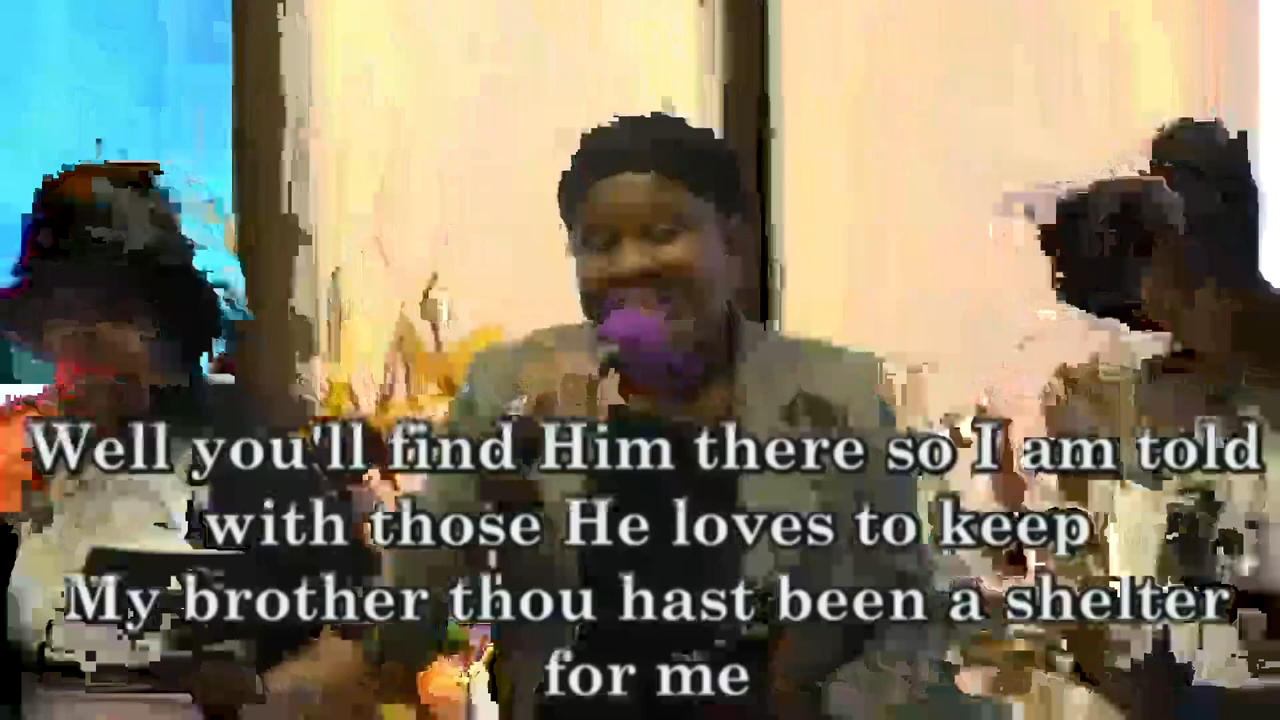 Well you'll find Him there so I am told
with those He loves to keep
My brother thou hast been a shelter
for me